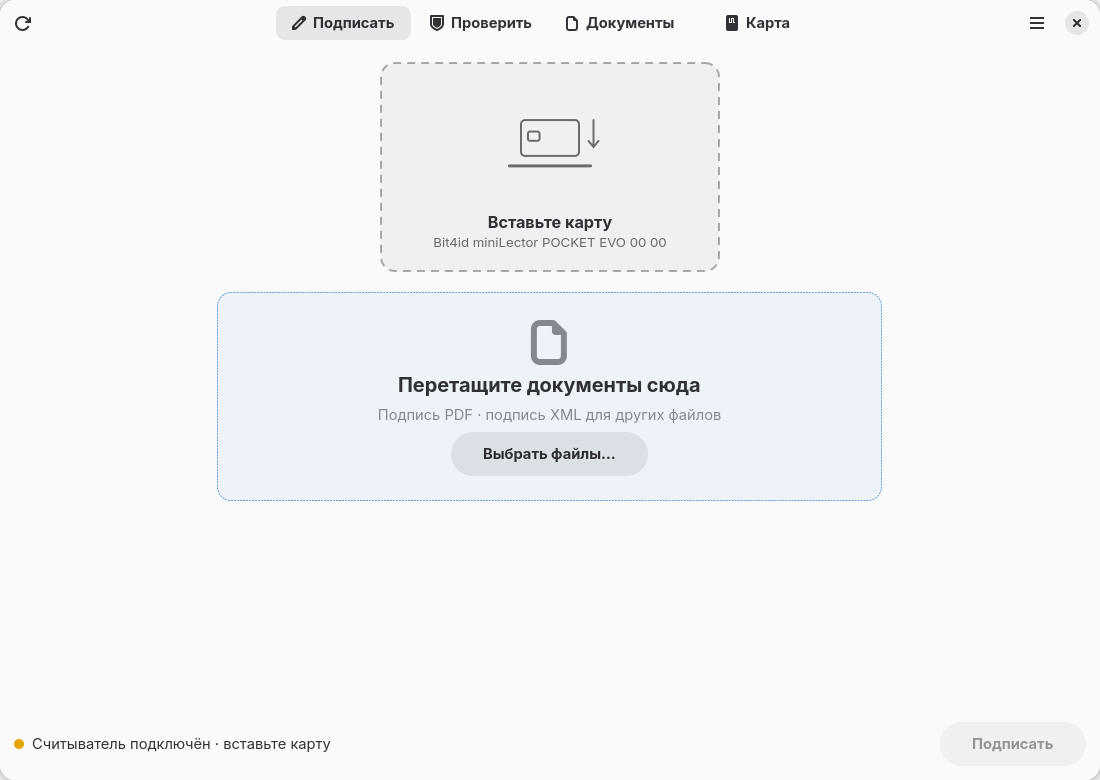 Подписать
Проверить
Документы
Карта
Вставьте карту
Bit4id miniLector POCKET EVO 00 00
Перетащите документы сюда
Подпись PDF · подпись XML для других файлов
Выбрать файлы...
Считыватель подключён · вставьте карту
Подписать